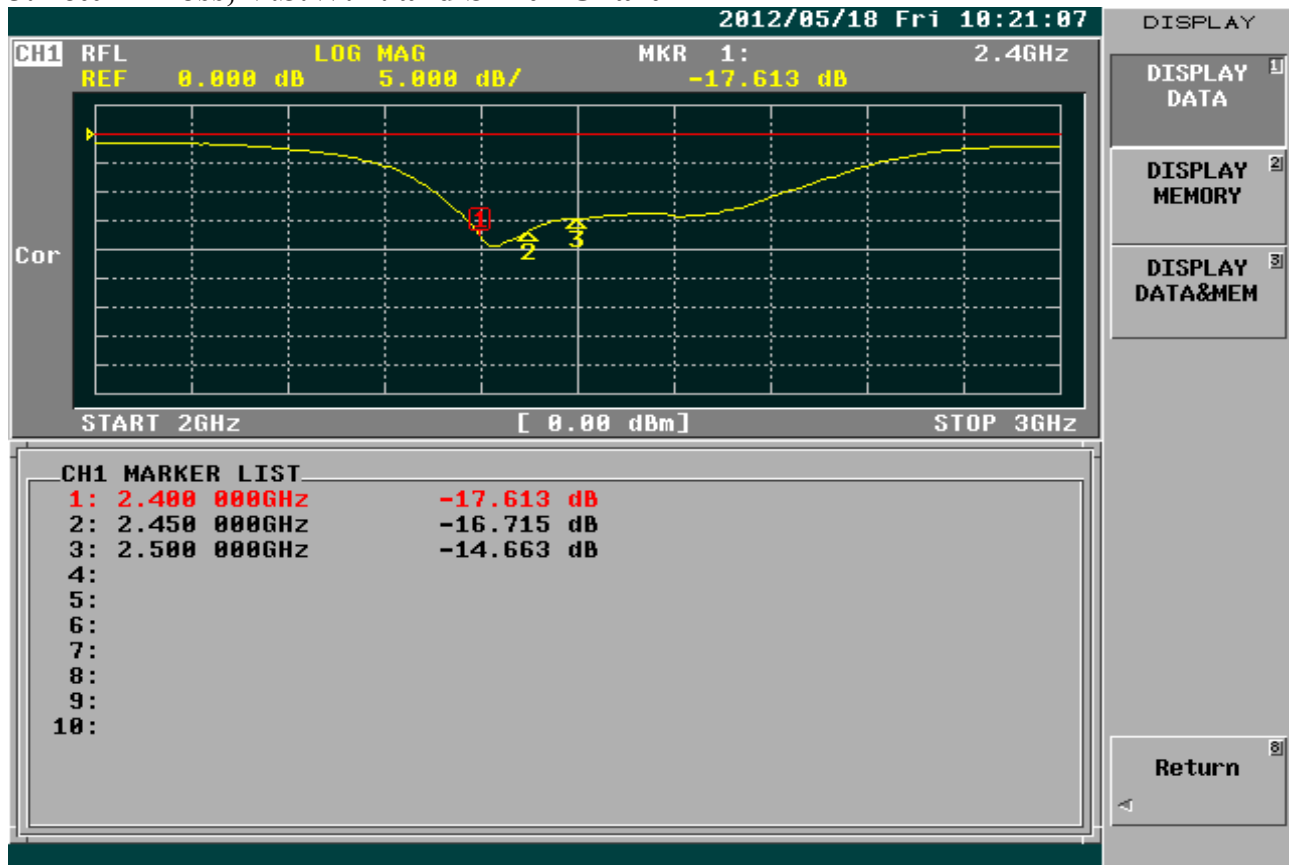 2012/05/18 Fri 10:21:07
DISPLAY
CH1 RFL LOG MAG MKR 1: 2.4GHz
REF 0.000 dB 5.000 dB/ -17.613 dB
DISPLAY DATA
1
DISPLAY MEMORY
2
DISPLAY DATA&MEM
3
1
2
3
Cor
START 2GHz [ 0.00 dBm] STOP 3GHz
CH1 MARKER LIST
1: 2.400 000GHz -17.613 dB
2: 2.450 000GHz -16.715 dB
3: 2.500 000GHz -14.663 dB
4:
5:
6:
7:
8:
9:
10:
Return
8